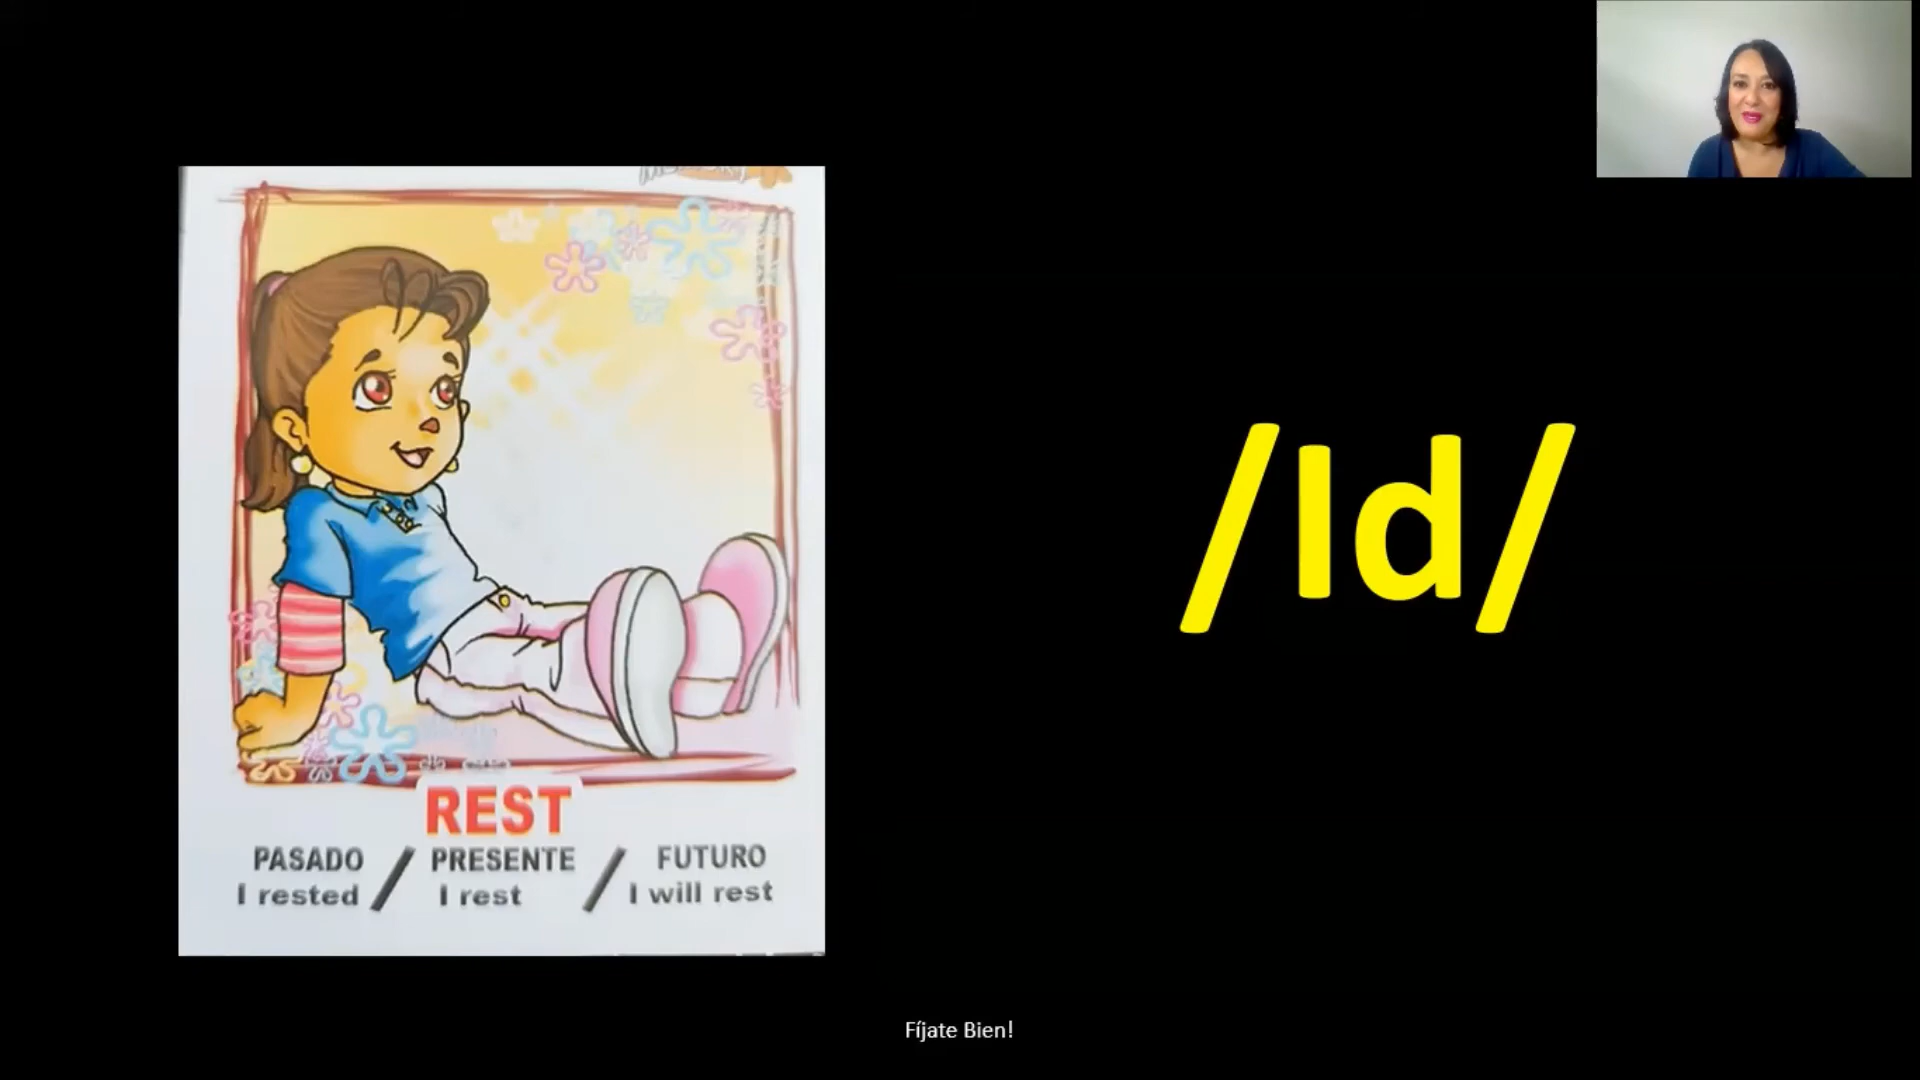 /Id/
REST
PASADO / PRESENTE / FUTURO
I rested / I rest / I will rest
Fíjate Bien!